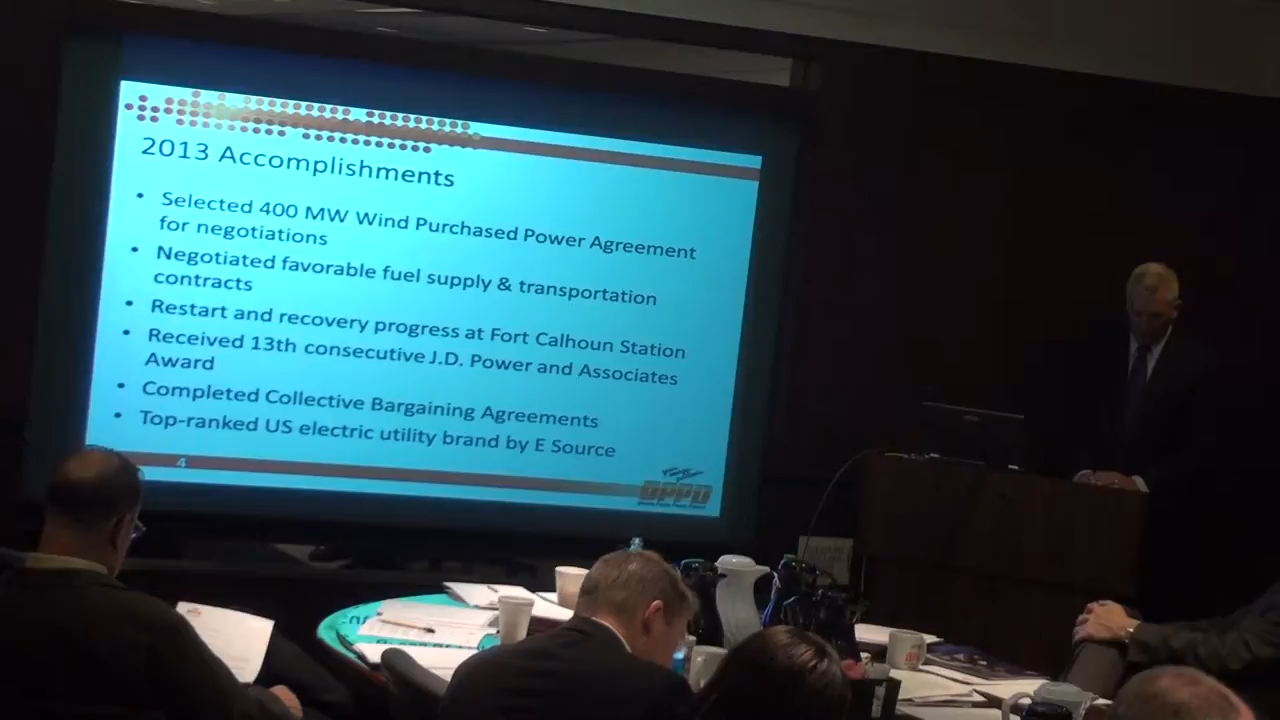 2013 Accomplishments
• Selected 400 MW Wind Purchased Power Agreement
for negotiations
• Negotiated favorable fuel supply & transportation
contracts
• Restart and recovery progress at Fort Calhoun Station
• Received 13th consecutive J.D. Power and Associates
Award
• Completed Collective Bargaining Agreements
• Top-ranked US electric utility brand by E Source
4
OPPD